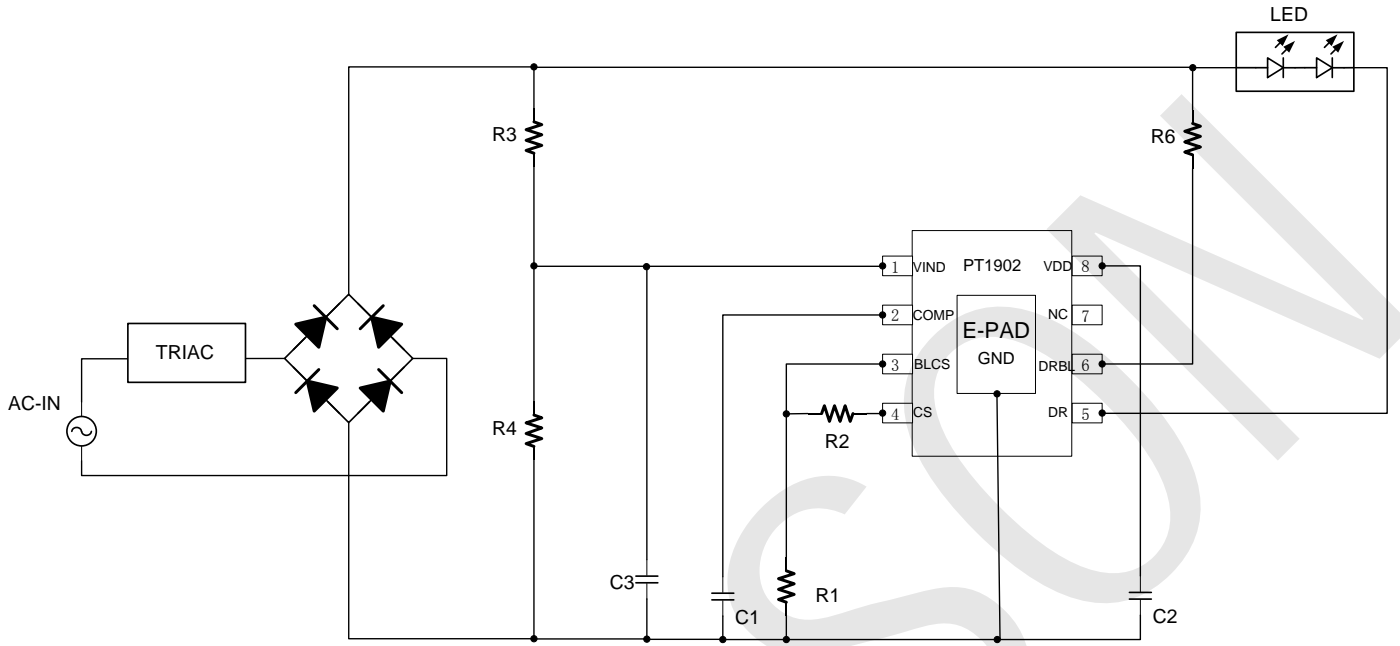 LED
R3
R6
1 VIND PT1902 VDD 8
2 COMP NC 7
E-PAD
GND
3 BLCS DRBL 6
4 CS DR 5
TRIAC
AC-IN
R4
R2
C3
C1
R1
C2
SON